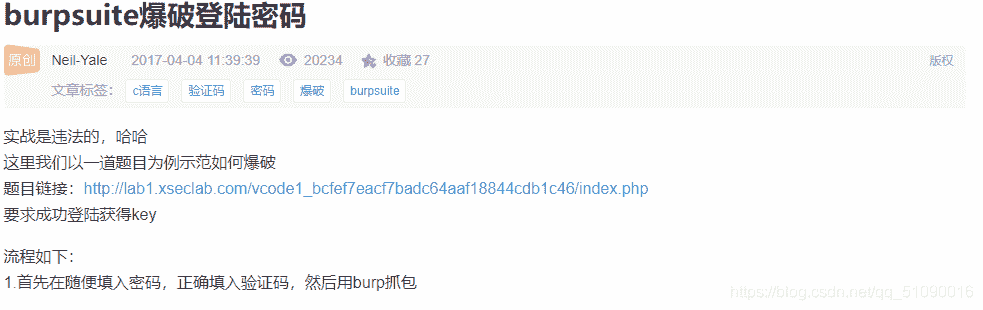 burpsuite爆破登陆密码
原创 Neil-Yale 2017-04-04 11:39:39 20234 收藏 27 版权
文章标签： c语言 验证码 密码 爆破 burpsuite
实战是违法的，哈哈
这里我们以一道题目为例示范如何爆破
题目链接：http://lab1.xseclab.com/vcode1_bcfef7eacf7badc64aaf18844cdb1c46/index.php
要求成功登陆获得key
流程如下：
1.首先在随便填入密码，正确填入验证码，然后用burp抓包
https://blog.csdn.net/qq_51090016